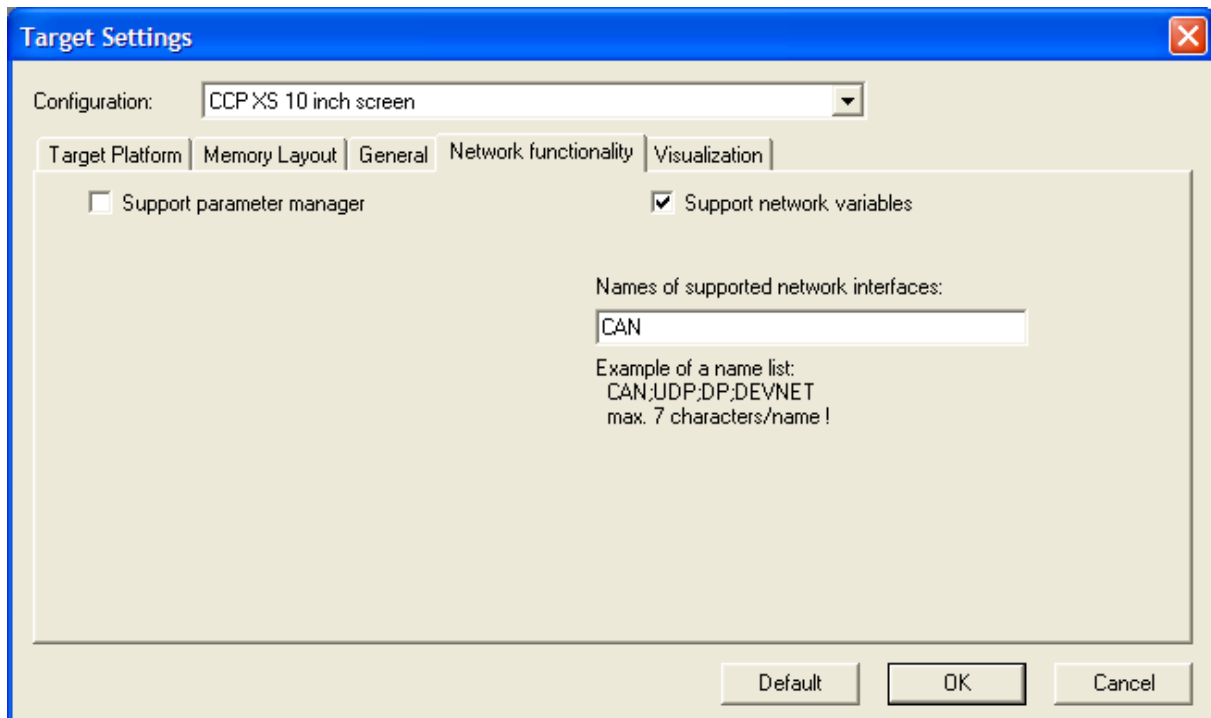 Target Settings
Configuration: CCP XS 10 inch screen
Target Platform Memory Layout General Network functionality Visualization
Support parameter manager Support network variables
Names of supported network interfaces:
CAN
Example of a name list:
CAN;UDP;DP;DEVNET
max. 7 characters/name !
Default OK Cancel